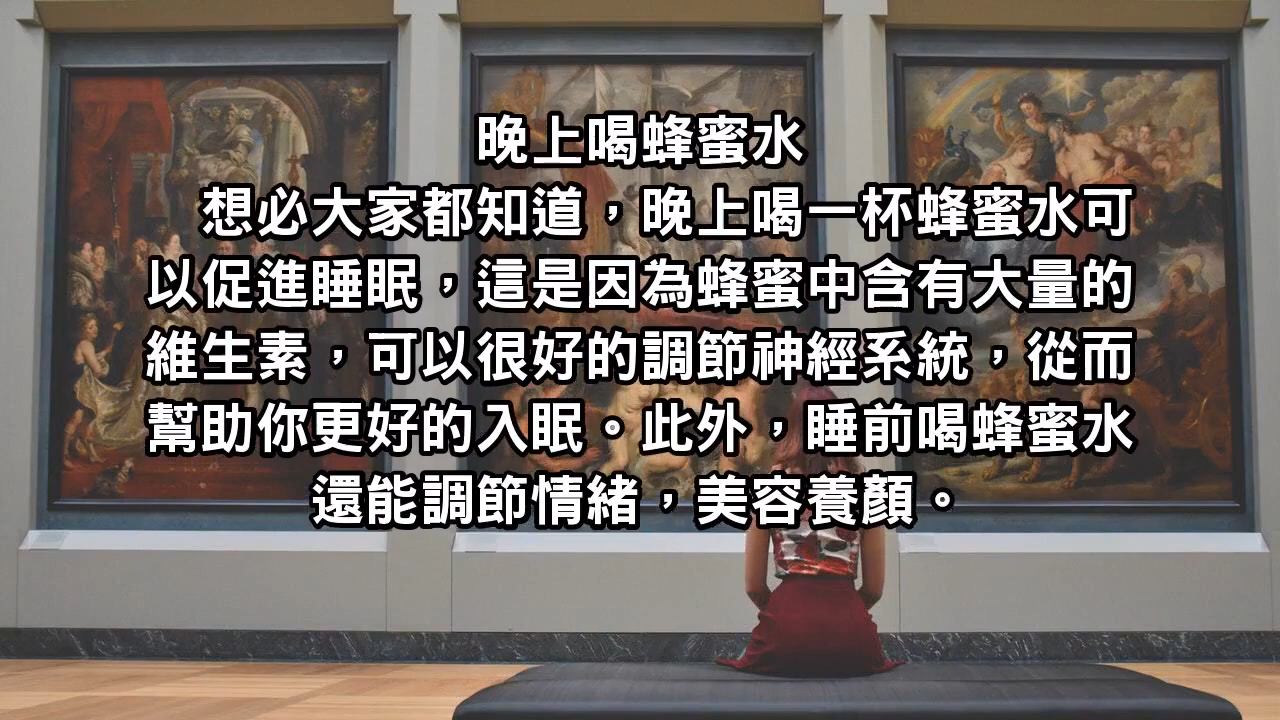 晚上喝蜂蜜水
想必大家都知道，晚上喝一杯蜂蜜水可
以促進睡眠，這是因為蜂蜜中含有大量的
維生素，可以很好的調節神經系統，從而
幫助你更好的入眠。此外，睡前喝蜂蜜水
還能調節情緒，美容養顏。